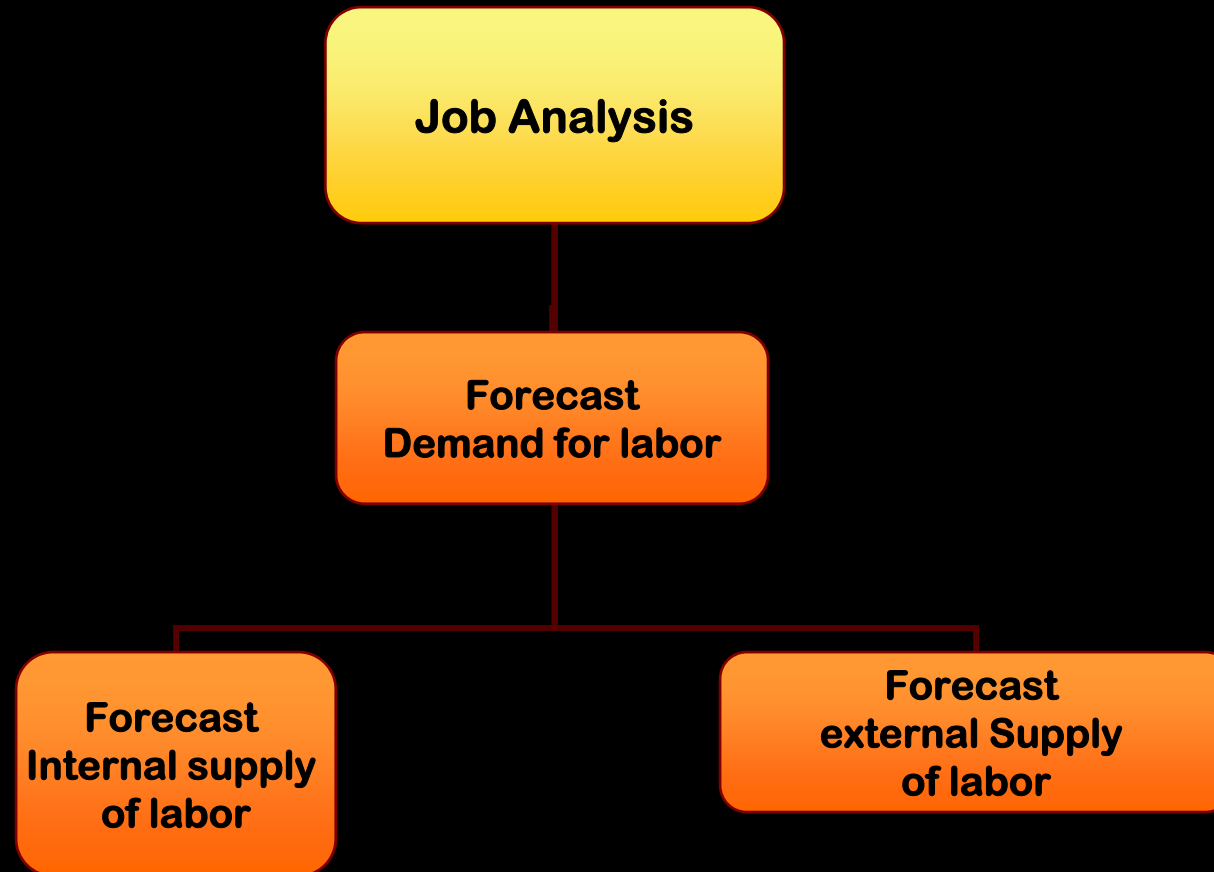 Job Analysis
Forecast
Demand for labor
Forecast
Internal supply
of labor
Forecast
external Supply
of labor